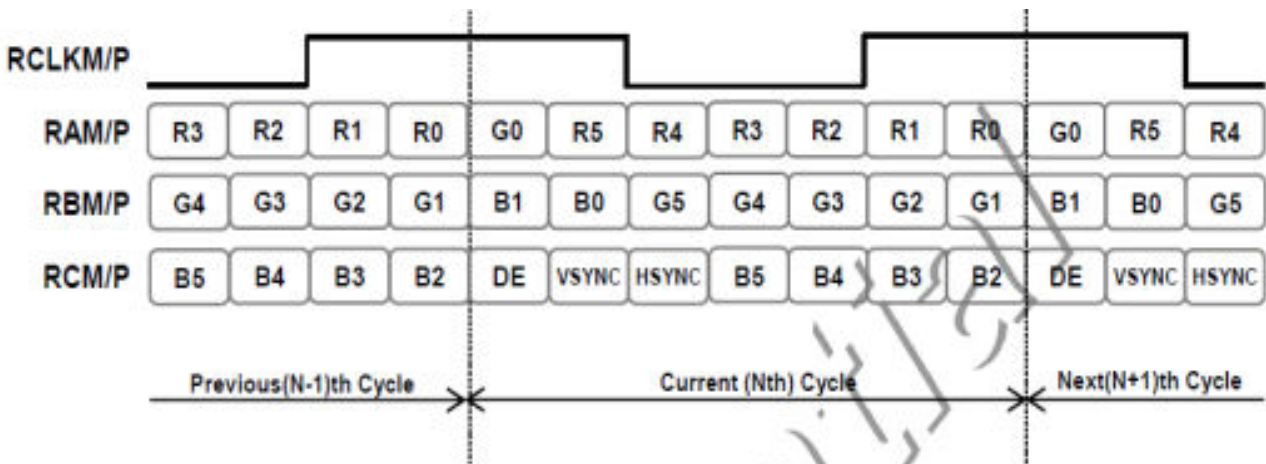 RCLKM/P
RAM/P R3 R2 R1 R0 G0 R5 R4 R3 R2 R1 R0 G0 R5 R4
RBM/P G4 G3 G2 G1 B1 B0 G5 G4 G3 G2 G1 B1 B0 G5
RCM/P B5 B4 B3 B2 DE VSYNC HSYNC B5 B4 B3 B2 DE VSYNC HSYNC
Previous(N-1)th Cycle Current (Nth) Cycle Next(N+1)th Cycle